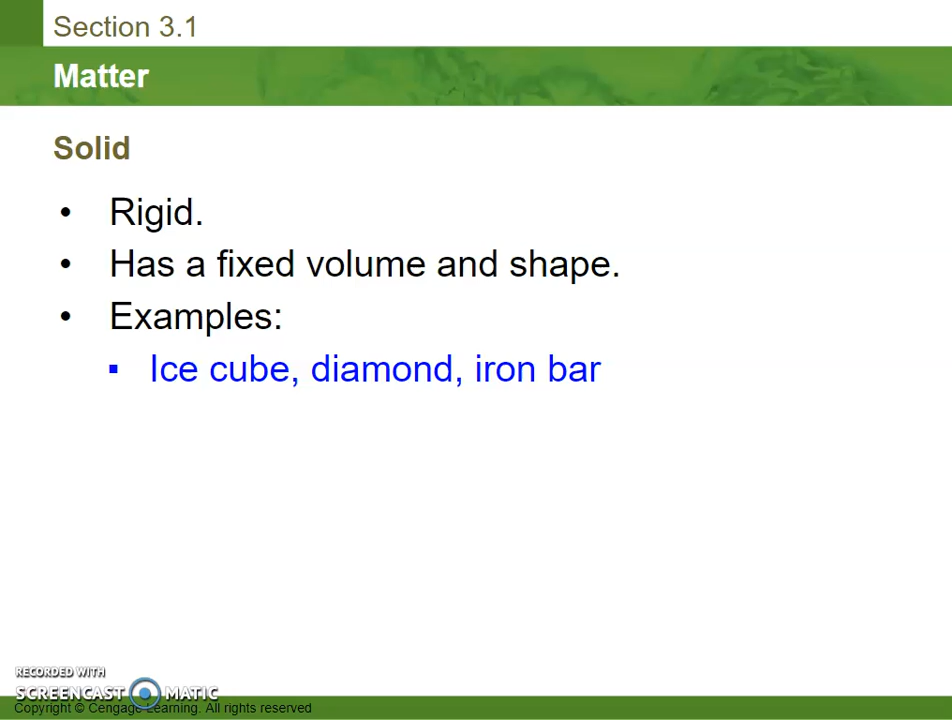 Section 3.1
Matter
Solid
• Rigid.
• Has a fixed volume and shape.
• Examples:
▪ Ice cube, diamond, iron bar
RECORDED WITH
SCREENCAST MATIC
Copyright © Cengage Learning. All rights reserved